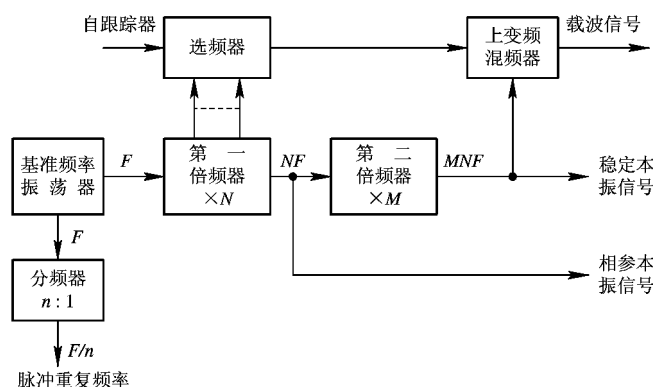 自跟踪器
选频器
上变频
混频器
载波信号
基准频率
振荡器
F
第一
倍频器
×N
NF
第二
倍频器
×M
MNF
稳定本
振信号
F
相参本
振信号
分频器
n : 1
F/n
脉冲重复频率